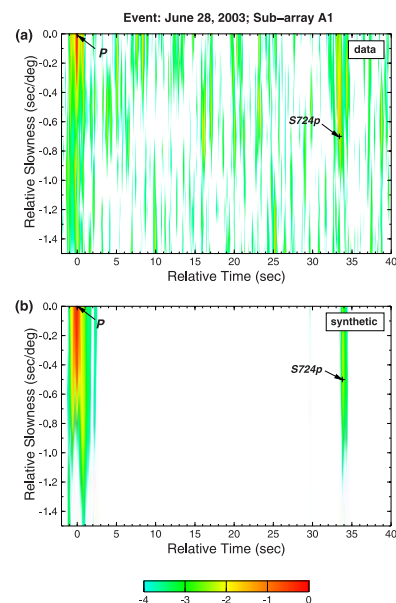 Event: June 28, 2003; Sub-array A1
(a)
data
P
S724p
Relative Slowness (sec/deg)
0.0
-0.2
-0.4
-0.6
-0.8
-1.0
-1.2
-1.4
0 5 10 15 20 25 30 35 40
Relative Time (sec)
(b)
synthetic
P
S724p
Relative Slowness (sec/deg)
0.0
-0.2
-0.4
-0.6
-0.8
-1.0
-1.2
-1.4
0 5 10 15 20 25 30 35 40
Relative Time (sec)
-4 -3 -2 -1 0